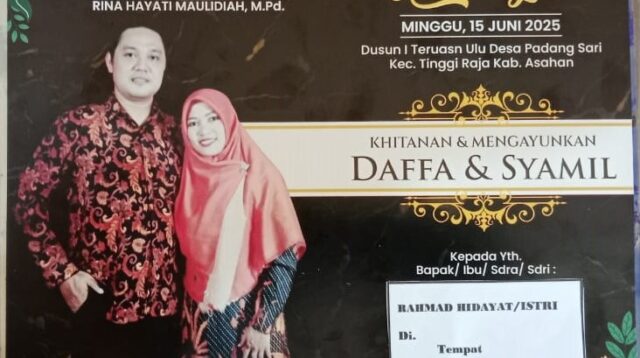 RINA HAYATI MAULIDIAH, M.Pd.
MINGGU, 15 JUNI 2025
Dusun I Teruasn Ulu Desa Padang Sari
Kec. Tinggi Raja Kab. Asahan
KHITANAN & MENGAYUNKAN
DAFFA & SYAMIL
Kepada Yth.
Bapak/ Ibu/ Sdra/ Sdri :
RAHMAD HIDAYAT/ISTRI
Di.
Tempat